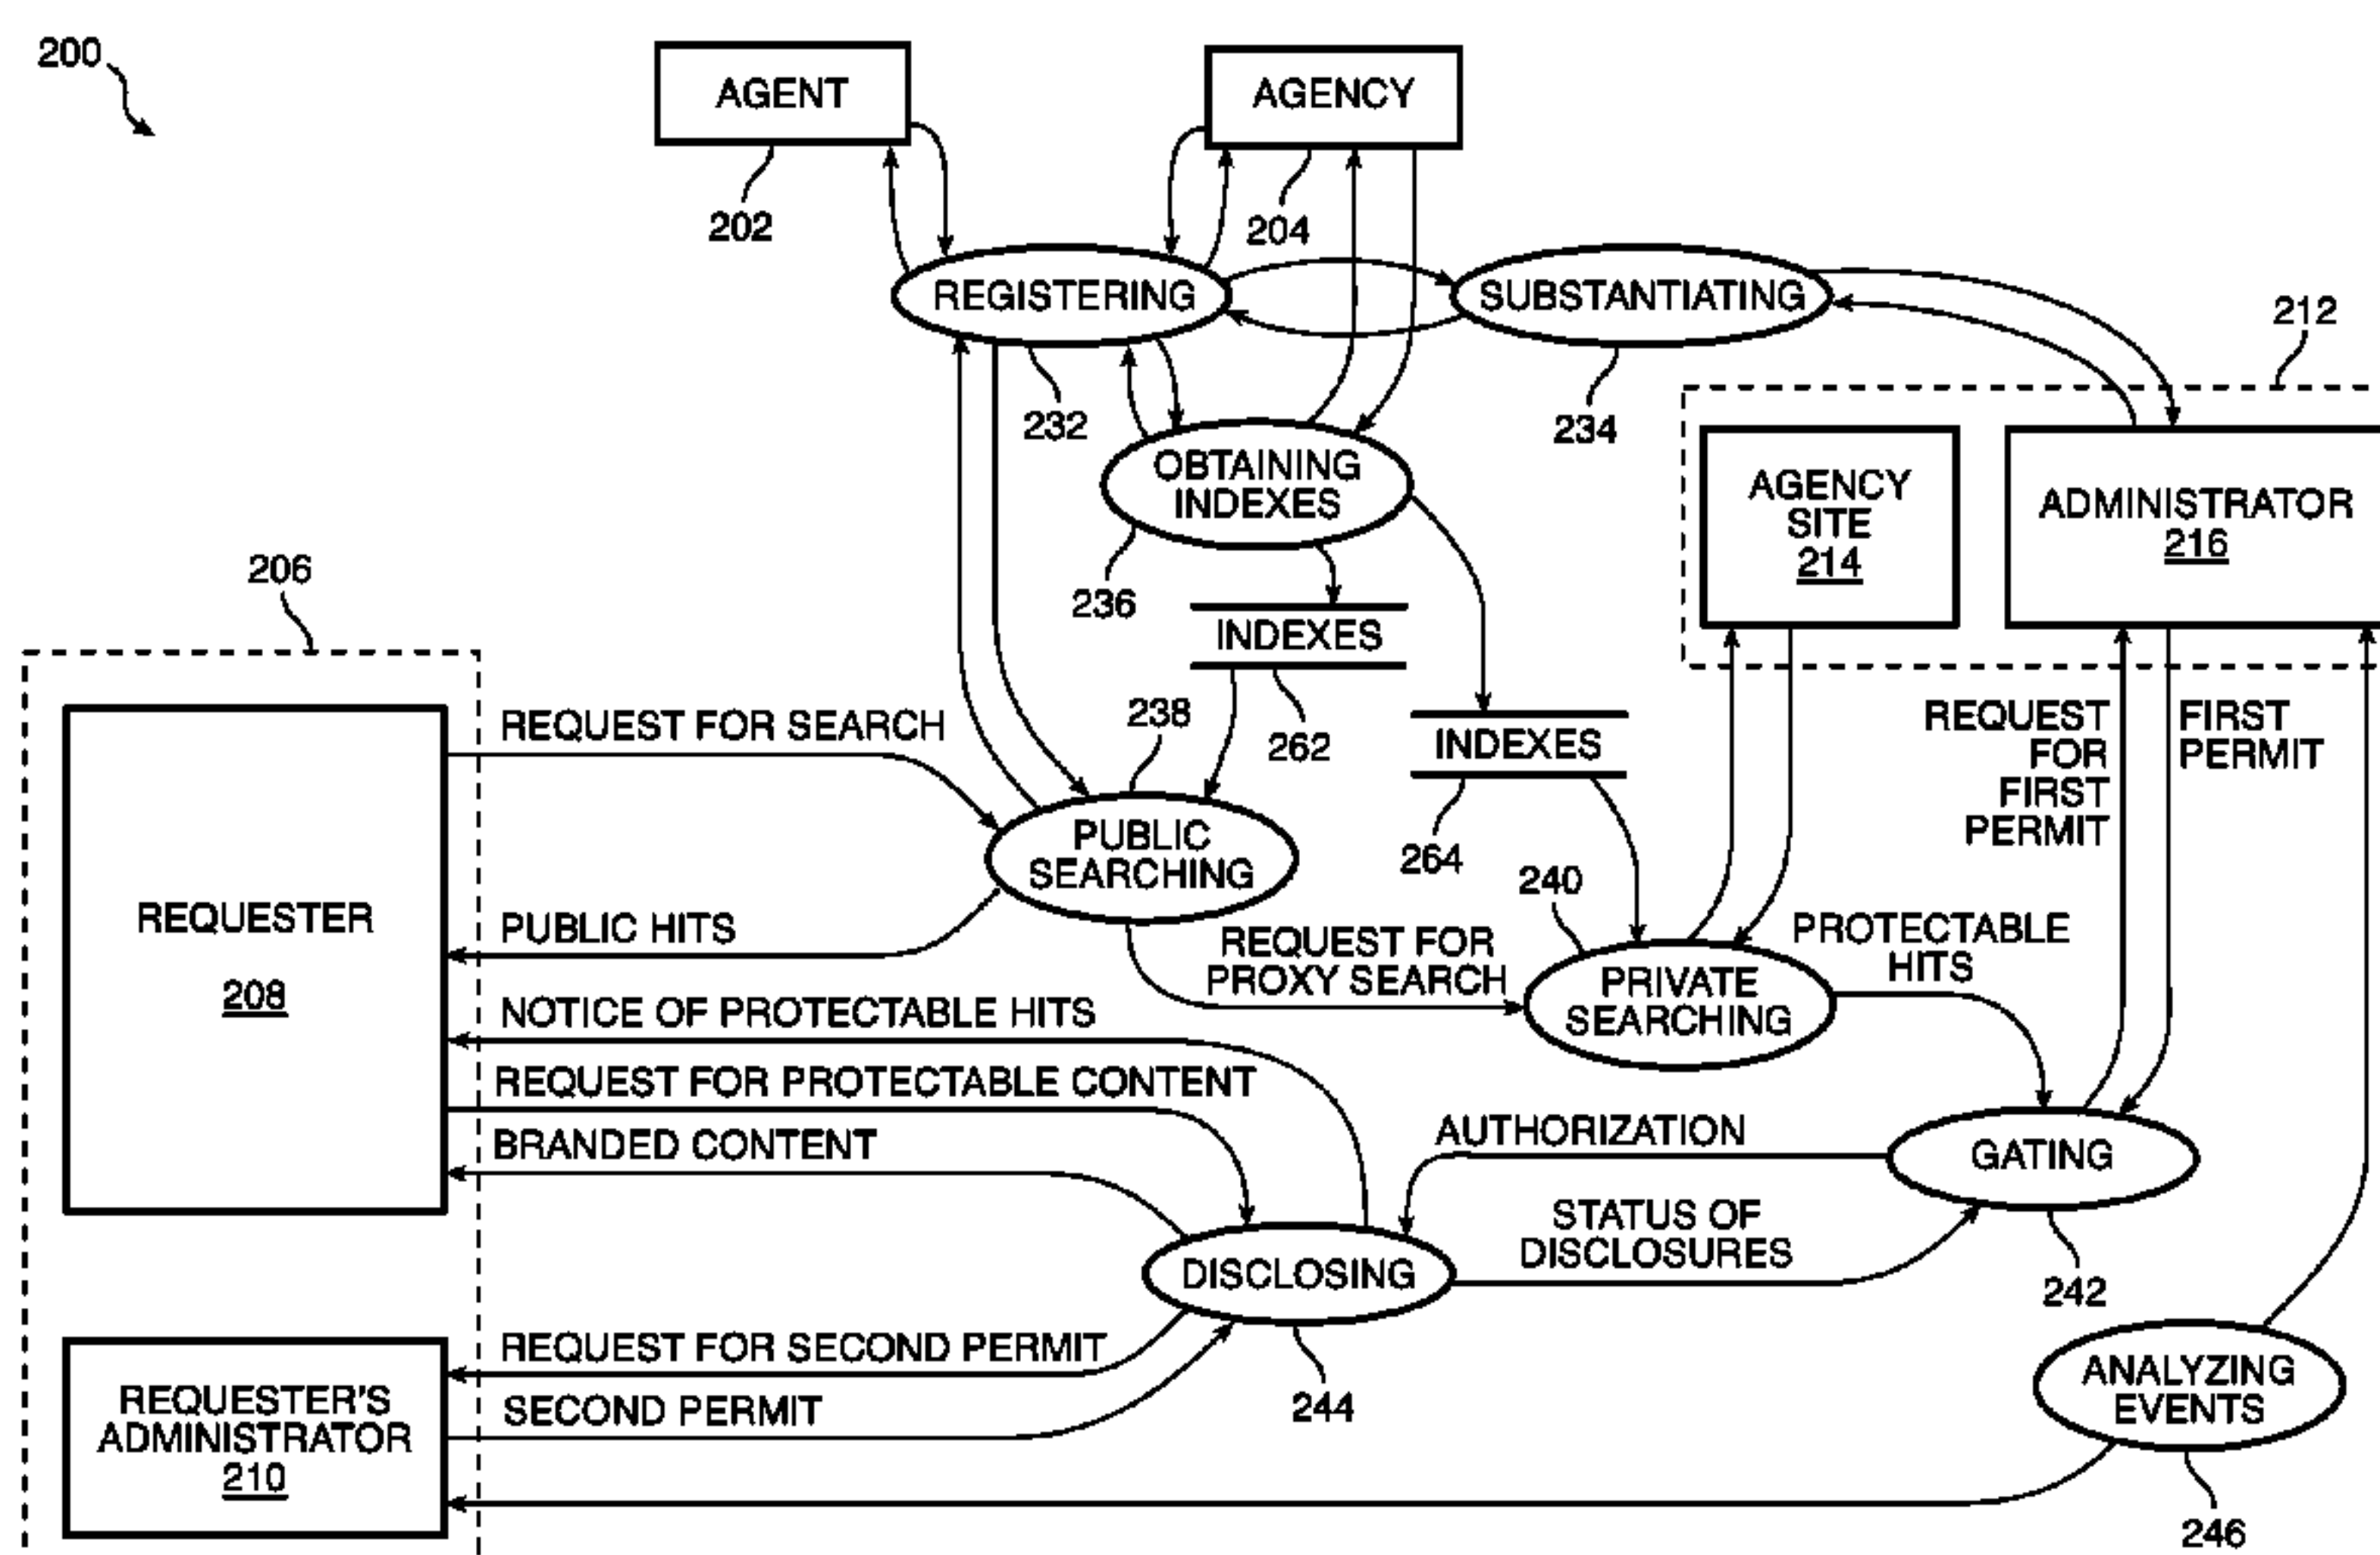 200
AGENT
AGENCY
202
204
REGISTERING
SUBSTANTIATING
212
232
234
OBTAINING
INDEXES
AGENCY
SITE
214
ADMINISTRATOR
216
206
236
INDEXES
REQUEST FOR SEARCH
238
262
INDEXES
REQUEST
FOR
FIRST
PERMIT
FIRST
PERMIT
PUBLIC
SEARCHING
264
240
REQUESTER
208
PUBLIC HITS
REQUEST FOR
PROXY SEARCH
PROTECTABLE
HITS
PRIVATE
SEARCHING
NOTICE OF PROTECTABLE HITS
REQUEST FOR PROTECTABLE CONTENT
BRANDED CONTENT
AUTHORIZATION
GATING
STATUS OF
DISCLOSURES
DISCLOSING
242
REQUEST FOR SECOND PERMIT
244
ANALYZING
EVENTS
REQUESTER'S
ADMINISTRATOR
210
SECOND PERMIT
246